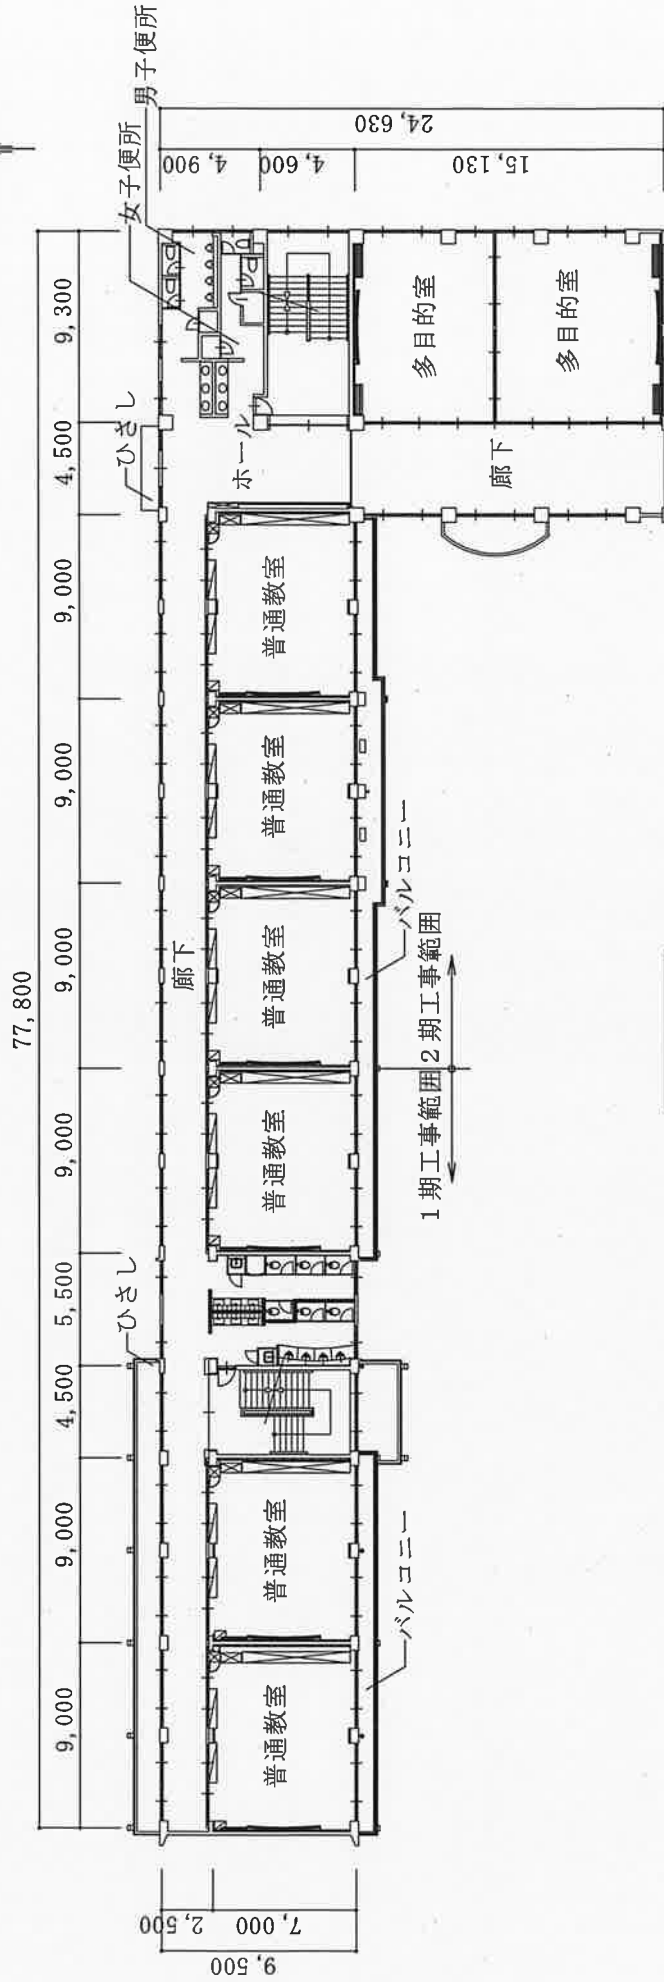 77,800
9,000
9,000
4,500
5,500
9,000
9,000
9,000
9,000
4,500
9,300
ひさし
ひさし
女子便所
男子便所
9,500
2,500
7,000
4,900
4,600
15,130
24,630
廊下
ホール
普通教室
普通教室
普通教室
普通教室
普通教室
普通教室
多目的室
多目的室
廊下
バルコニー
バルコニー
1期工事範囲
2期工事範囲